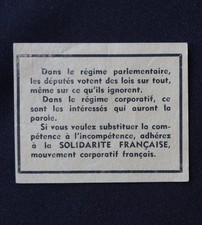 Dans le régime parlementaire,
les députés votent des lois sur tout,
même sur ce qu'ils ignorent.
Dans le régime corporatif, ce
sont les intéressés qui auront la
parole.
Si vous voulez substituer la com-
pétence à l'incompétence, adhérez
à la SOLIDARITÉ FRANÇAISE,
mouvement corporatif français.